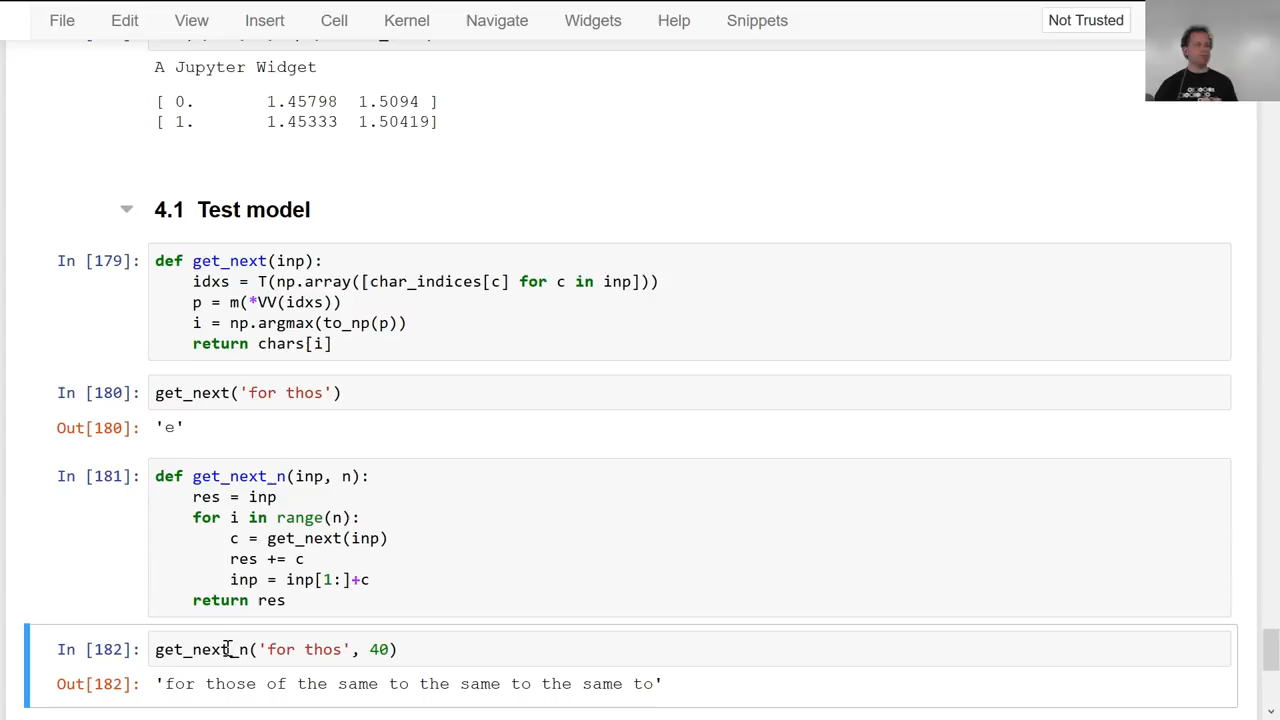 File Edit View Insert Cell Kernel Navigate Widgets Help Snippets Not Trusted
A Jupyter Widget
[ 0. 1.45798 1.5094 ]
[ 1. 1.45333 1.50419]
4.1 Test model
In [179]: def get_next(inp):
idxs = T(np.array([char_indices[c] for c in inp]))
p = m(*VV(idxs))
i = np.argmax(to_np(p))
return chars[i]
In [180]: get_next('for thos')
Out[180]: 'e'
In [181]: def get_next_n(inp, n):
res = inp
for i in range(n):
c = get_next(inp)
res += c
inp = inp[1:]+c
return res
In [182]: get_next_n('for thos', 40)
Out[182]: 'for those of the same to the same to the same to'